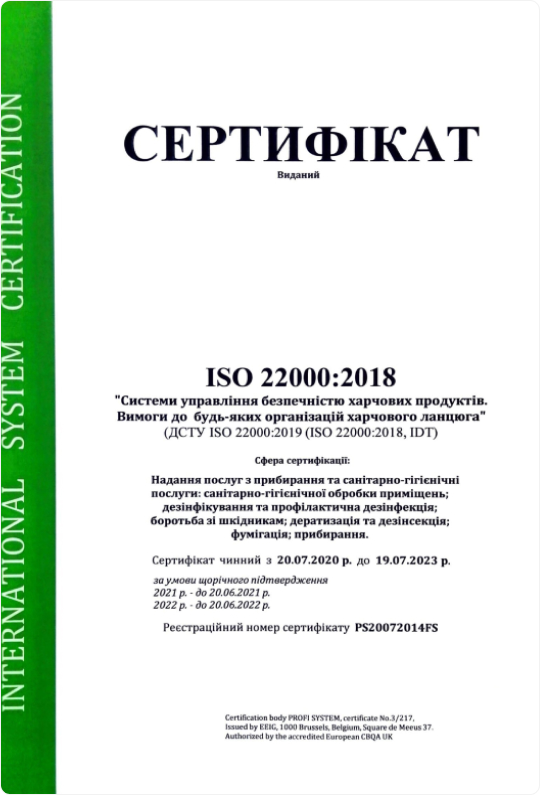 INTERNATIONAL SYSTEM CERTIFICATION
СЕРТИФІКАТ
Виданий
ISO 22000:2018
"Системи управління безпечністю харчових продуктів.
Вимоги до будь-яких організацій харчового ланцюга"
(ДСТУ ISO 22000:2019 (ISO 22000:2018, IDT)
Сфера сертифікації:
Надання послуг з прибирання та санітарно-гігієнічні
послуги: санітарно-гігієнічної обробки приміщень;
дезінфікування та профілактична дезінфекція;
боротьба зі шкідникам; дератизація та дезінсекція;
фумігація; прибирання.
Сертифікат чинний з 20.07.2020 р. до 19.07.2023 р.
за умови щорічного підтвердження
2021 р. - до 20.06.2021 р.
2022 р. - до 20.06.2022 р.
Реєстраційний номер сертифікату PS20072014FS
Certification body PROFI SYSTEM, certificate No.3/217,
Issued by EEIG, 1000 Brussels, Belgium, Square de Meeus 37.
Authorized by the accredited European CBQA UK